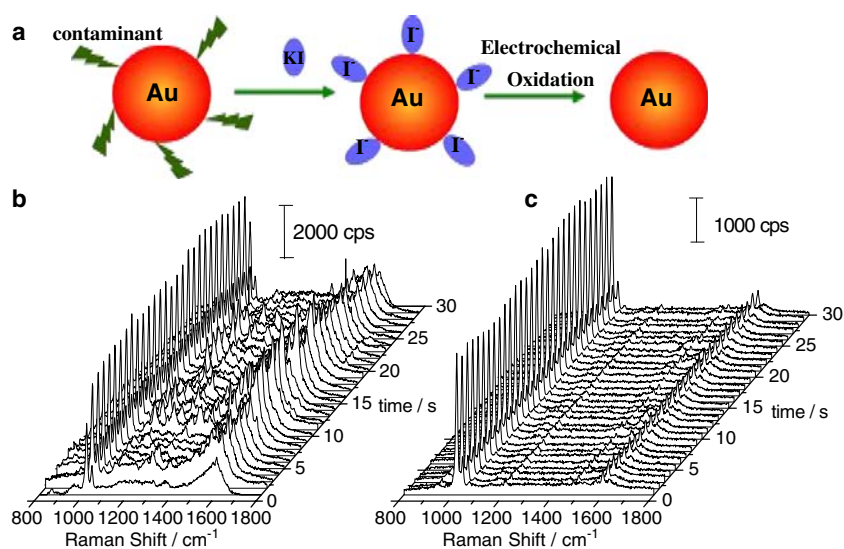 a
contaminant
Au
KI
I-
I-
I-
I-
I-
Au
Electrochemical
Oxidation
Au
b
2000 cps
30
25
20
15
10
5
0
time / s
800 1000 1200 1400 1600 1800
Raman Shift / cm-1
c
1000 cps
30
25
20
15
10
5
0
time / s
800 1000 1200 1400 1600 1800
Raman Shift / cm-1